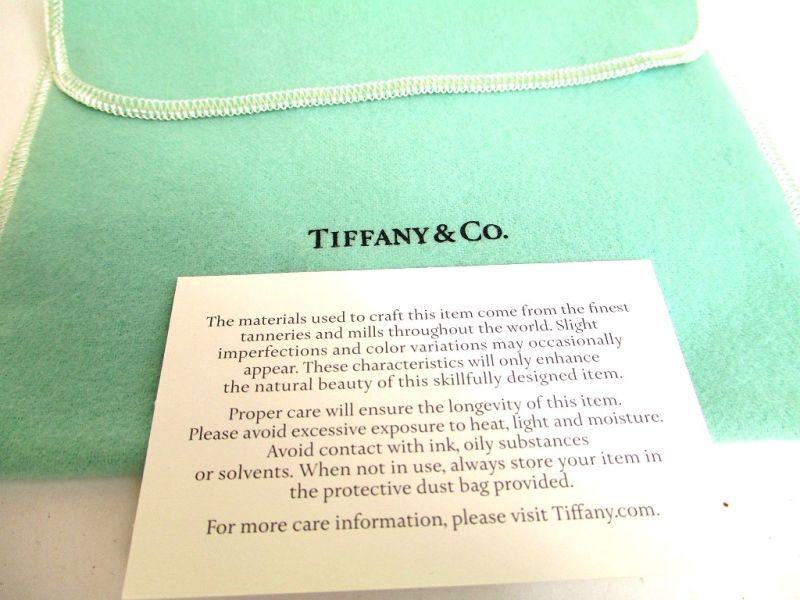 TIFFANY & CO.
The materials used to craft this item come from the finest
tanneries and mills throughout the world. Slight
imperfections and color variations may occasionally
appear. These characteristics will only enhance
the natural beauty of this skillfully designed item.
Proper care will ensure the longevity of this item.
Please avoid excessive exposure to heat, light and moisture.
Avoid contact with ink, oily substances
or solvents. When not in use, always store your item in
the protective dust bag provided.
For more care information, please visit Tiffany.com.